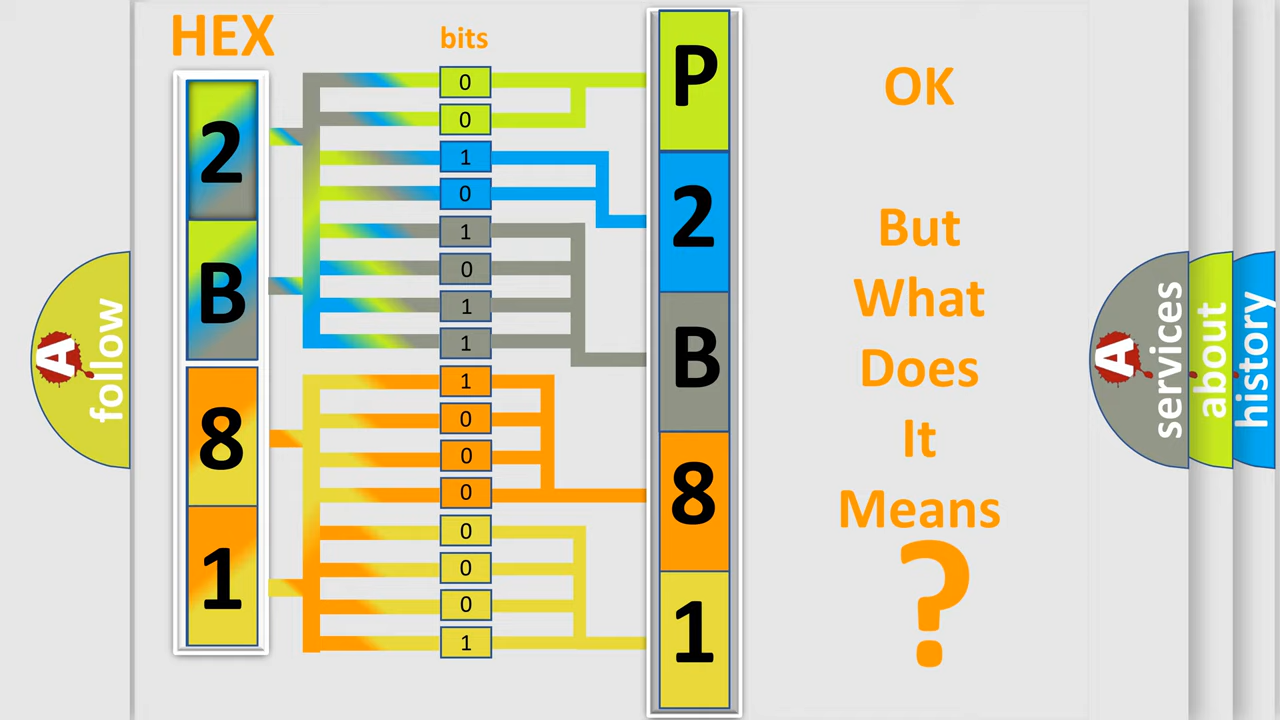 HEX
bits
2
B
8
1
0
0
1
0
1
0
1
1
1
0
0
0
0
0
0
1
P
2
B
8
1
OK
But
What
Does
It
Means
?
A
follow
A
services
about
history